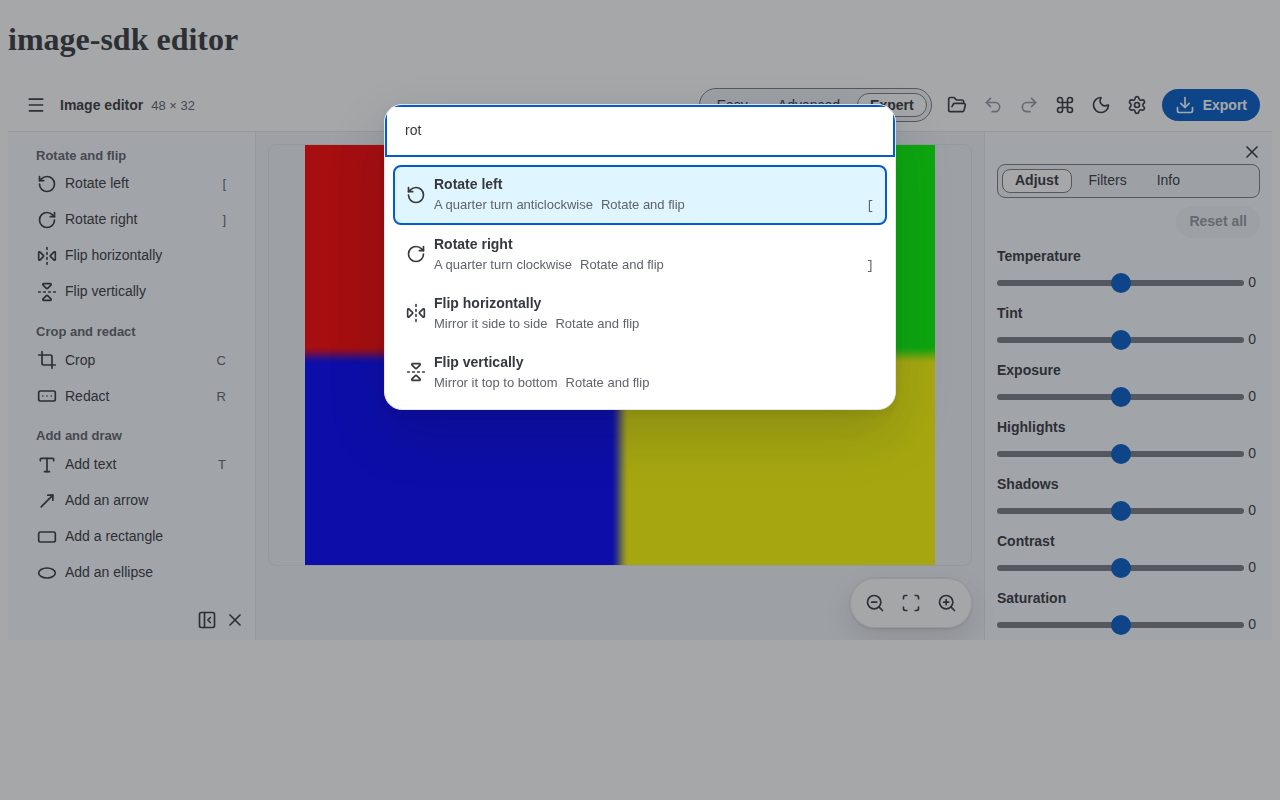 image-sdk editor
Image editor 48 × 32
Easy Advanced Expert
Export
rot
Rotate left
A quarter turn anticlockwise Rotate and flip [
Rotate right
A quarter turn clockwise Rotate and flip ]
Flip horizontally
Mirror it side to side Rotate and flip
Flip vertically
Mirror it top to bottom Rotate and flip
Rotate and flip
Rotate left [
Rotate right ]
Flip horizontally
Flip vertically
Crop and redact
Crop C
Redact R
Add and draw
Add text T
Add an arrow
Add a rectangle
Add an ellipse
Adjust Filters Info
Reset all
Temperature
0
Tint
0
Exposure
0
Highlights
0
Shadows
0
Contrast
0
Saturation
0